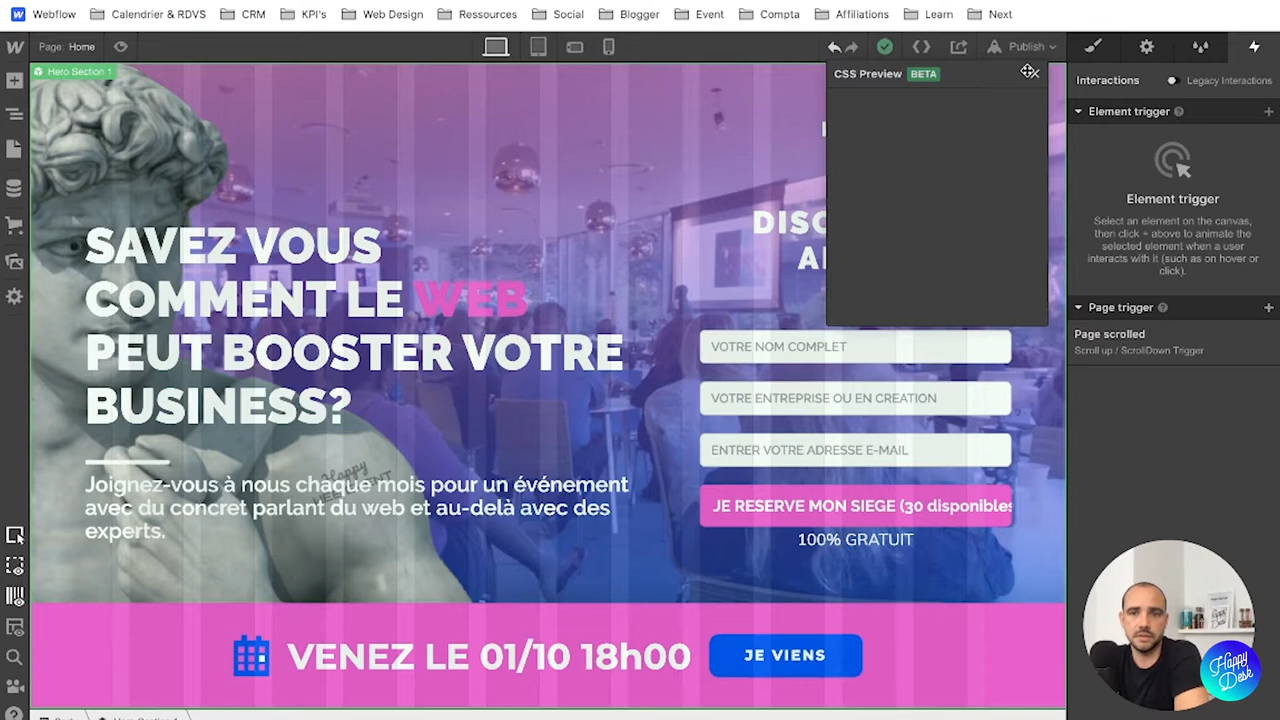 Webflow
Calendrier & RDVS
CRM
KPI's
Web Design
Ressources
Social
Blogger
Event
Compta
Affiliations
Learn
Next
Page: Home
Publish
Hero Section 1
CSS Preview BETA
Interactions
Legacy Interactions
Element trigger
Element trigger
Select an element on the canvas,
then click + above to animate the
selected element when a user
interacts with it (such as on hover or
click).
Page trigger
Page scrolled
Scroll up / ScrollDown Trigger
SAVEZ VOUS
COMMENT LE WEB
PEUT BOOSTER VOTRE
BUSINESS?
Joignez-vous à nous chaque mois pour un événement
avec du concret parlant du web et au-delà avec des
experts.
Happy
DISC
VOTRE NOM COMPLET
VOTRE ENTREPRISE OU EN CREATION
ENTRER VOTRE ADRESSE E-MAIL
JE RESERVE MON SIEGE (30 disponibles
100% GRATUIT
VENEZ LE 01/10 18h00
JE VIENS
Happy
Desk